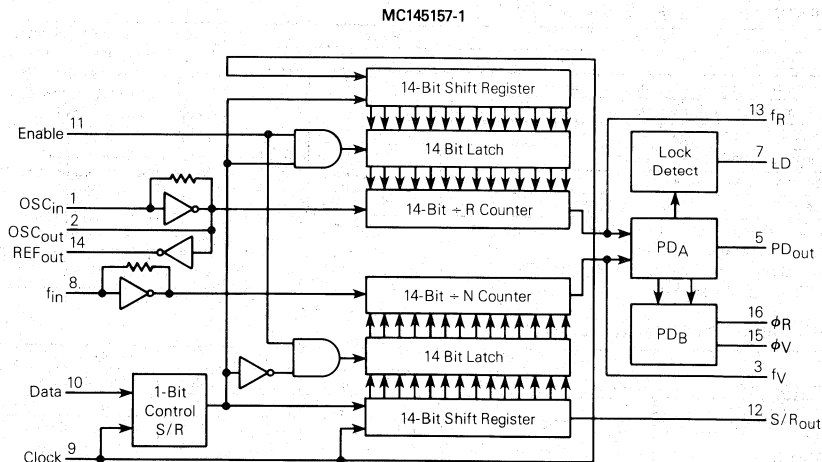 MC145157-1
14-Bit Shift Register
13 fR
Enable 11
14 Bit Latch
Lock Detect
7 LD
OSCin 1
14-Bit ÷ R Counter
OSCout 2
REFout 14
PDA
5 PDout
fin 8
14-Bit ÷ N Counter
PDB
16 ϕR
15 ϕV
14 Bit Latch
3 fV
Data 10
1-Bit Control S/R
14-Bit Shift Register
12 S/Rout
Clock 9